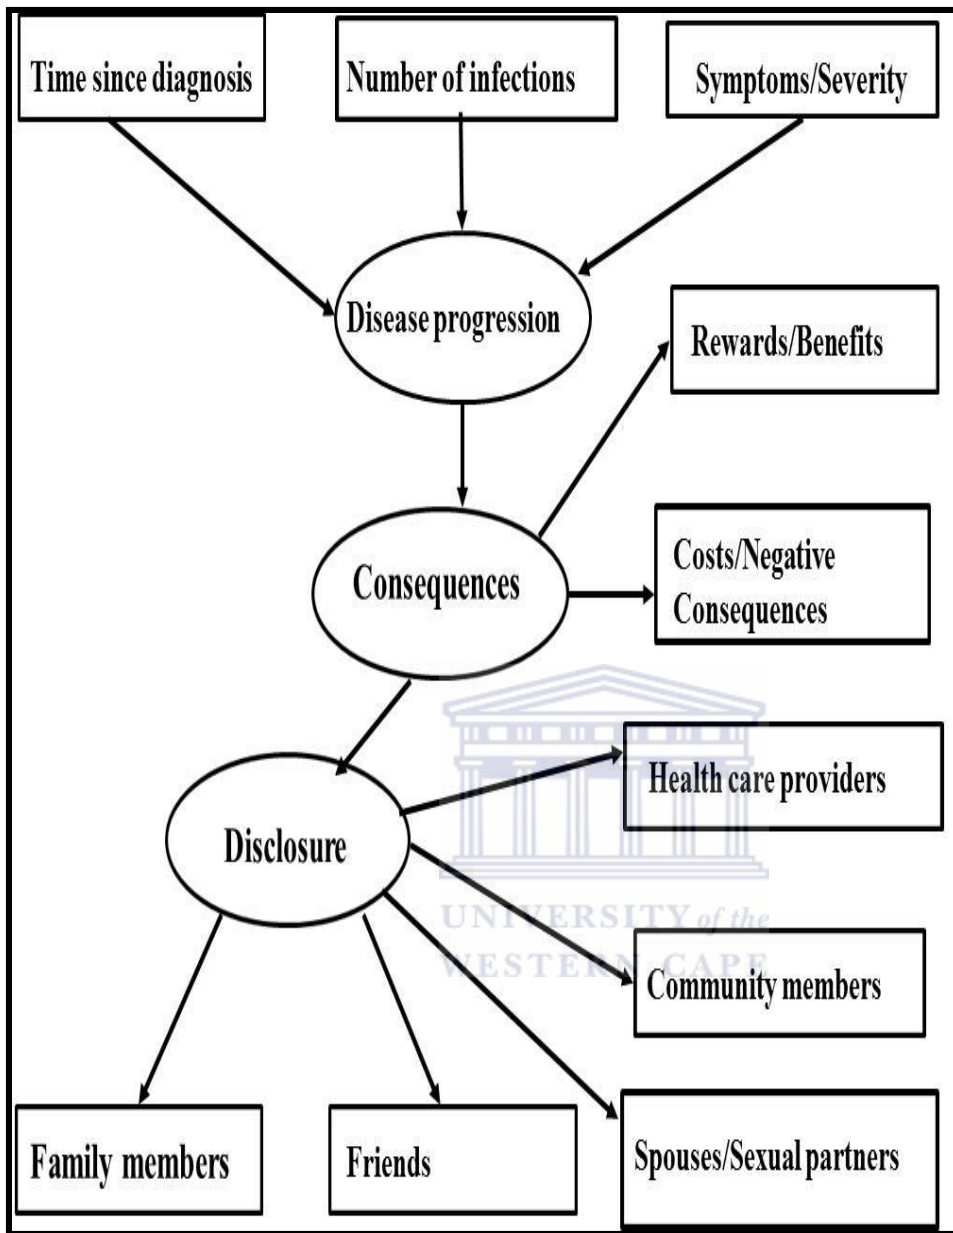 Time since diagnosis
Number of infections
Symptoms/Severity
Disease progression
Rewards/Benefits
Consequences
Costs/Negative
Consequences
Health care providers
Disclosure
UNIVERSITY of the
WESTERN CAPE
Community members
Family members
Friends
Spouses/Sexual partners